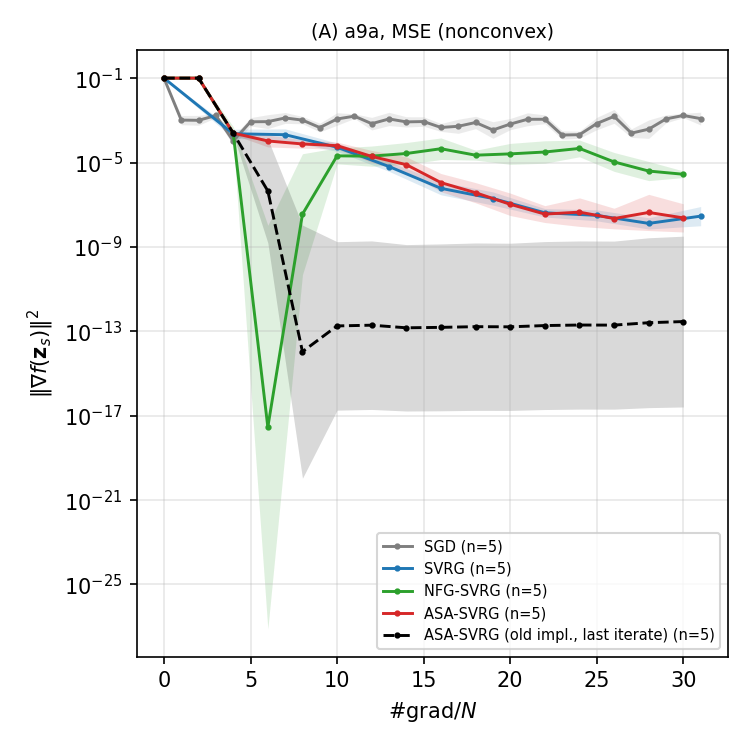 (A) a9a, MSE (nonconvex)
10⁻¹
10⁻⁵
10⁻⁹
10⁻¹³
10⁻¹⁷
10⁻²¹
10⁻²⁵
‖∇f(𝐳ₛ)‖²
SGD (n=5)
SVRG (n=5)
NFG-SVRG (n=5)
ASA-SVRG (n=5)
ASA-SVRG (old impl., last iterate) (n=5)
0 5 10 15 20 25 30
#grad/N